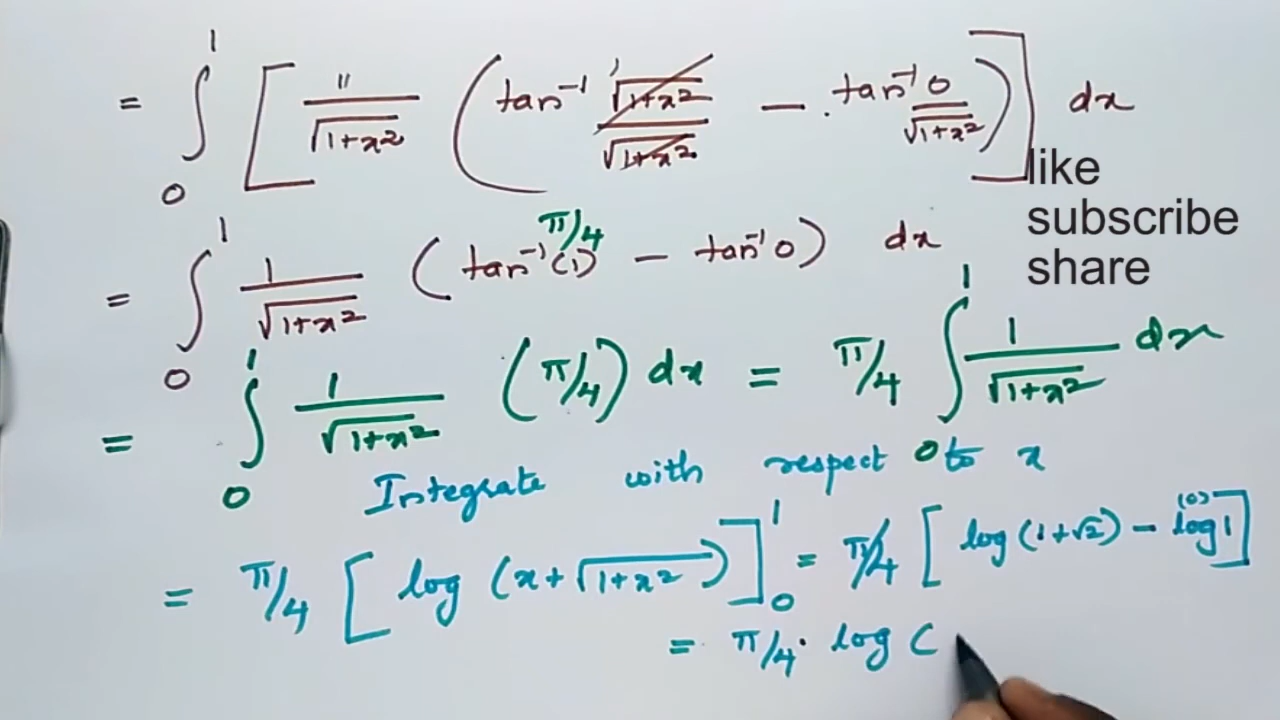 = ∫₀¹ [ 1/√(1+x²) ( tan⁻¹ √(1+x²)/√(1+x²) − tan⁻¹ 0/√(1+x²) ) ] dx
like
subscribe
share
= ∫₀¹ 1/√(1+x²) ( tan⁻¹(1) − tan⁻¹0 ) dx
π/4
= ∫₀¹ 1/√(1+x²) (π/4) dx = π/4 ∫₀¹ 1/√(1+x²) dx
Integrate with respect to x
= π/4 [ log (x+√(1+x²)) ]₀¹ = π/4 [ log (1+√2) − log 1 ]
(0)
= π/4 · log (